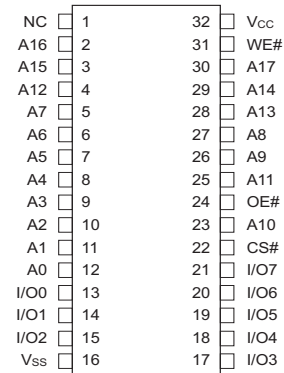 NC 1 32 Vcc
A16 2 31 WE#
A15 3 30 A17
A12 4 29 A14
A7 5 28 A13
A6 6 27 A8
A5 7 26 A9
A4 8 25 A11
A3 9 24 OE#
A2 10 23 A10
A1 11 22 CS#
A0 12 21 I/O7
I/O0 13 20 I/O6
I/O1 14 19 I/O5
I/O2 15 18 I/O4
Vss 16 17 I/O3